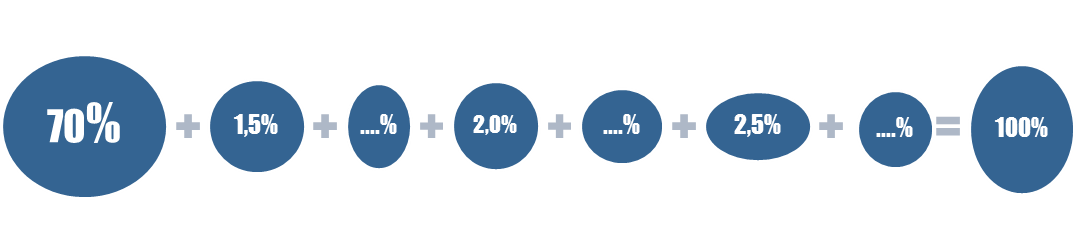 70% + 1,5% + ....% + 2,0% + ....% + 2,5% + ....% = 100%